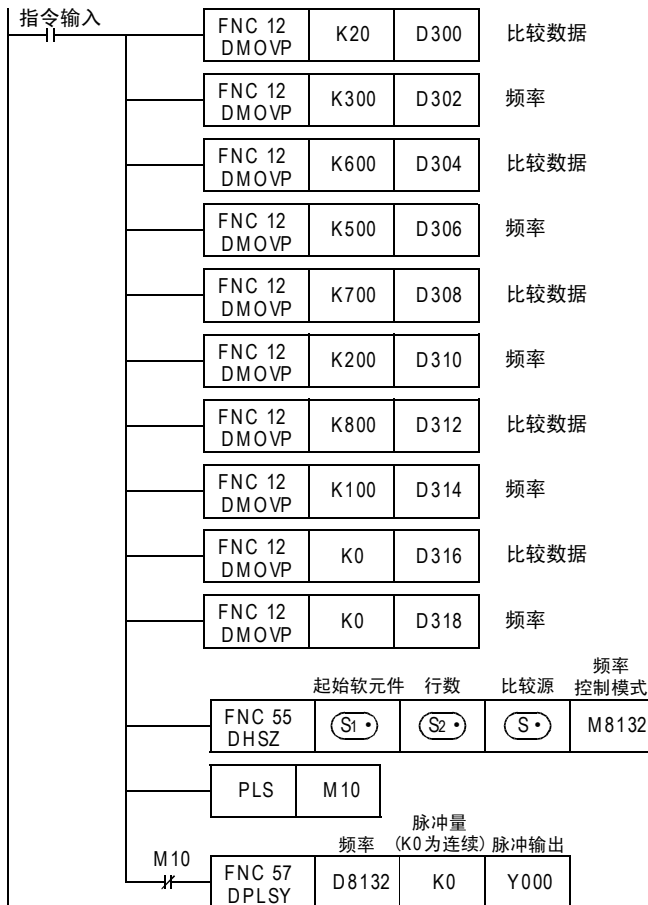 指令输入
FNC 12 DMOVP K20 D300 比较数据
FNC 12 DMOVP K300 D302 频率
FNC 12 DMOVP K600 D304 比较数据
FNC 12 DMOVP K500 D306 频率
FNC 12 DMOVP K700 D308 比较数据
FNC 12 DMOVP K200 D310 频率
FNC 12 DMOVP K800 D312 比较数据
FNC 12 DMOVP K100 D314 频率
FNC 12 DMOVP K0 D316 比较数据
FNC 12 DMOVP K0 D318 频率
起始软元件 行数 比较源 频率控制模式
FNC 55 DHSZ S1• S2• S• M8132
PLS M10
频率 脉冲量(K0为连续) 脉冲输出
M10
FNC 57 DPLSY D8132 K0 Y000